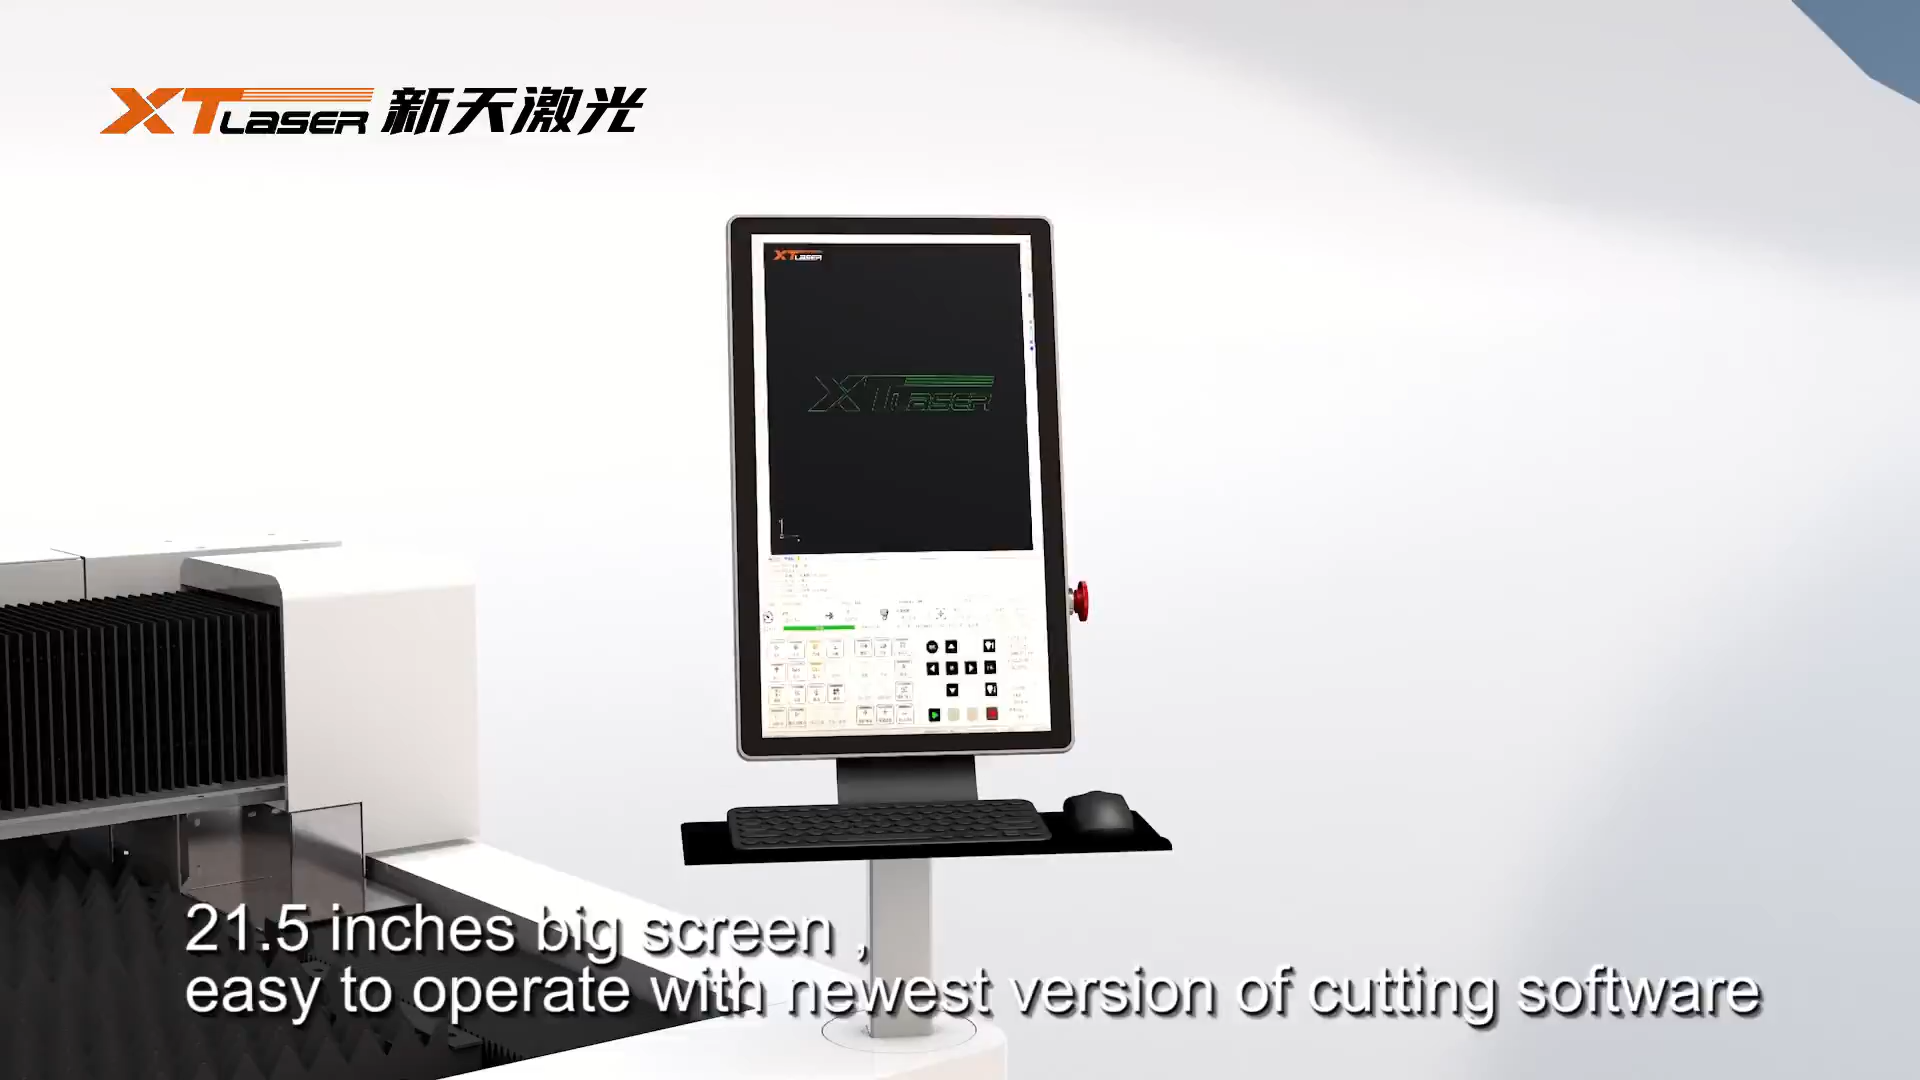 XT LASER 新天激光
XT LASER
XT LASER
21.5 inches big screen ,
easy to operate with newest version of cutting software